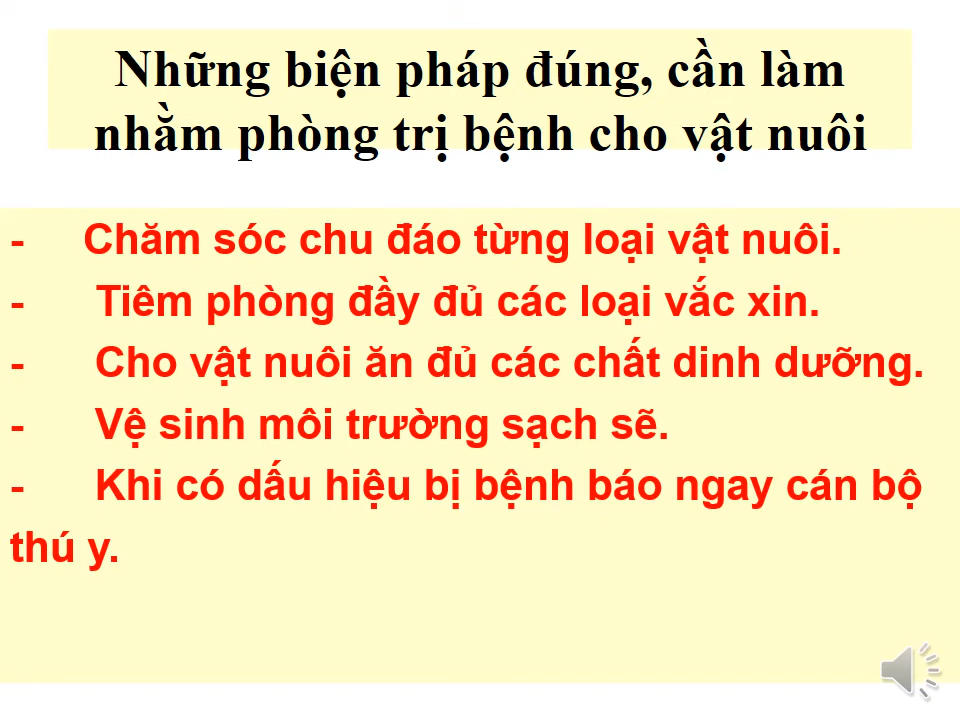 Những biện pháp đúng, cần làm
nhằm phòng trị bệnh cho vật nuôi
- Chăm sóc chu đáo từng loại vật nuôi.
- Tiêm phòng đầy đủ các loại vắc xin.
- Cho vật nuôi ăn đủ các chất dinh dưỡng.
- Vệ sinh môi trường sạch sẽ.
- Khi có dấu hiệu bị bệnh báo ngay cán bộ
thú y.